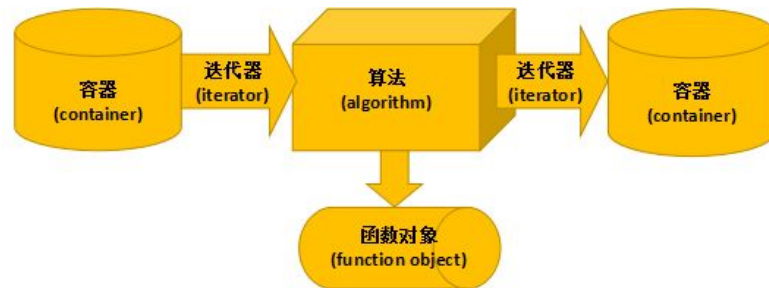 容器
(container)
迭代器
(iterator)
算法
(algorithm)
迭代器
(iterator)
容器
(container)
函数对象
(function object)